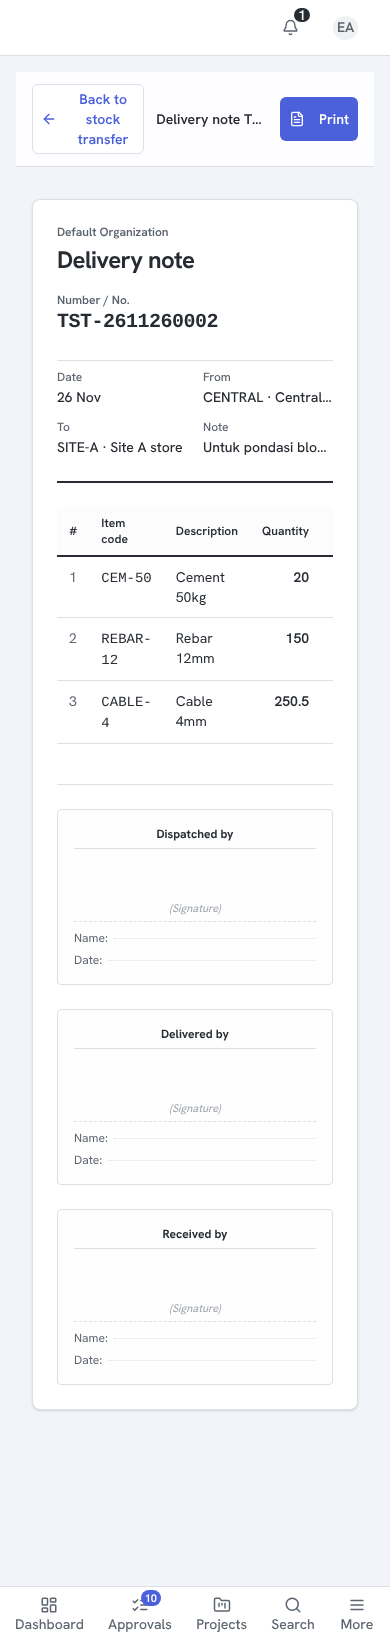 1
EA
Back to
stock
transfer
Delivery note T...
Print
Default Organization
Delivery note
Number / No.
TST-2611260002
Date
From
26 Nov
CENTRAL · Central...
To
Note
SITE-A · Site A store
Untuk pondasi blo...
# Item code Description Quantity
1 CEM-50 Cement 50kg 20
2 REBAR-12 Rebar 12mm 150
3 CABLE-4 Cable 4mm 250.5
Dispatched by
(Signature)
Name:
Date:
Delivered by
(Signature)
Name:
Date:
Received by
(Signature)
Name:
Date:
10
Dashboard
Approvals
Projects
Search
More